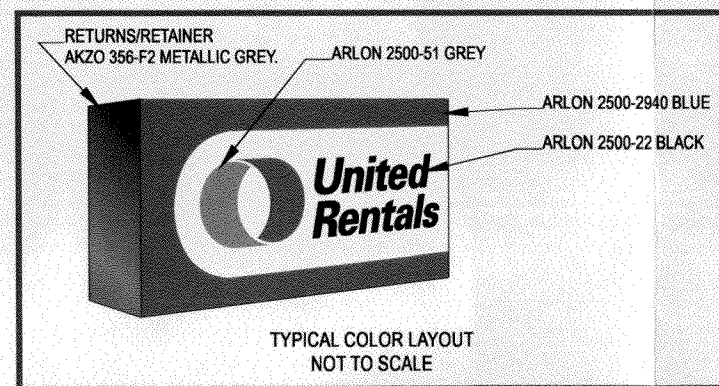 RETURNS/RETAINER
AKZO 356-F2 METALLIC GREY.
ARLON 2500-51 GREY
ARLON 2500-2940 BLUE
ARLON 2500-22 BLACK
United
Rentals
TYPICAL COLOR LAYOUT
NOT TO SCALE